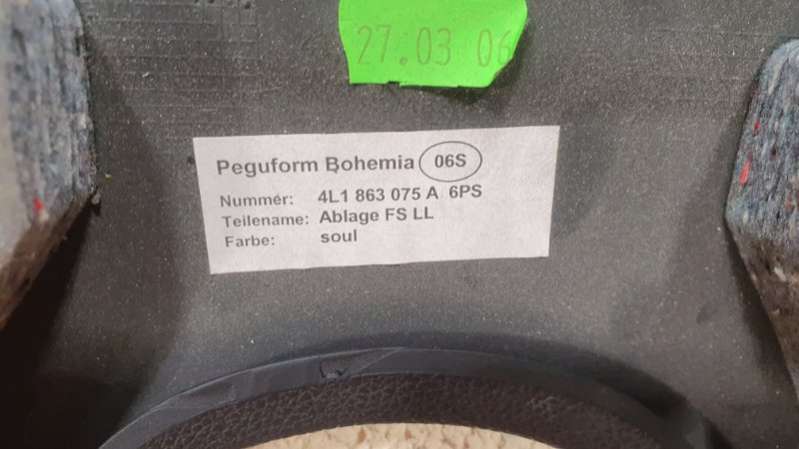 27.03 06
Peguform Bohemia 06S
Nummer: 4L1 863 075 A 6PS
Teilename: Ablage FS LL
Farbe: soul